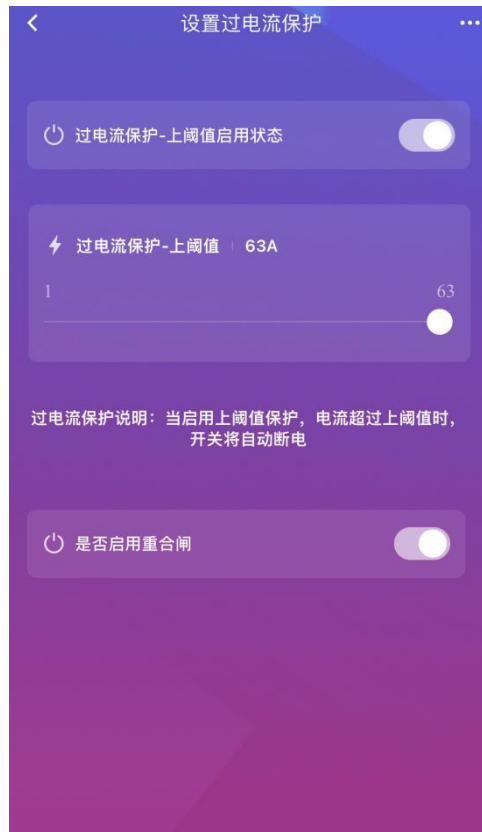 设置过电流保护
过电流保护-上阈值启用状态
过电流保护-上阈值 63A
1 63
过电流保护说明：当启用上阈值保护，电流超过上阈值时，
开关将自动断电
是否启用重合闸